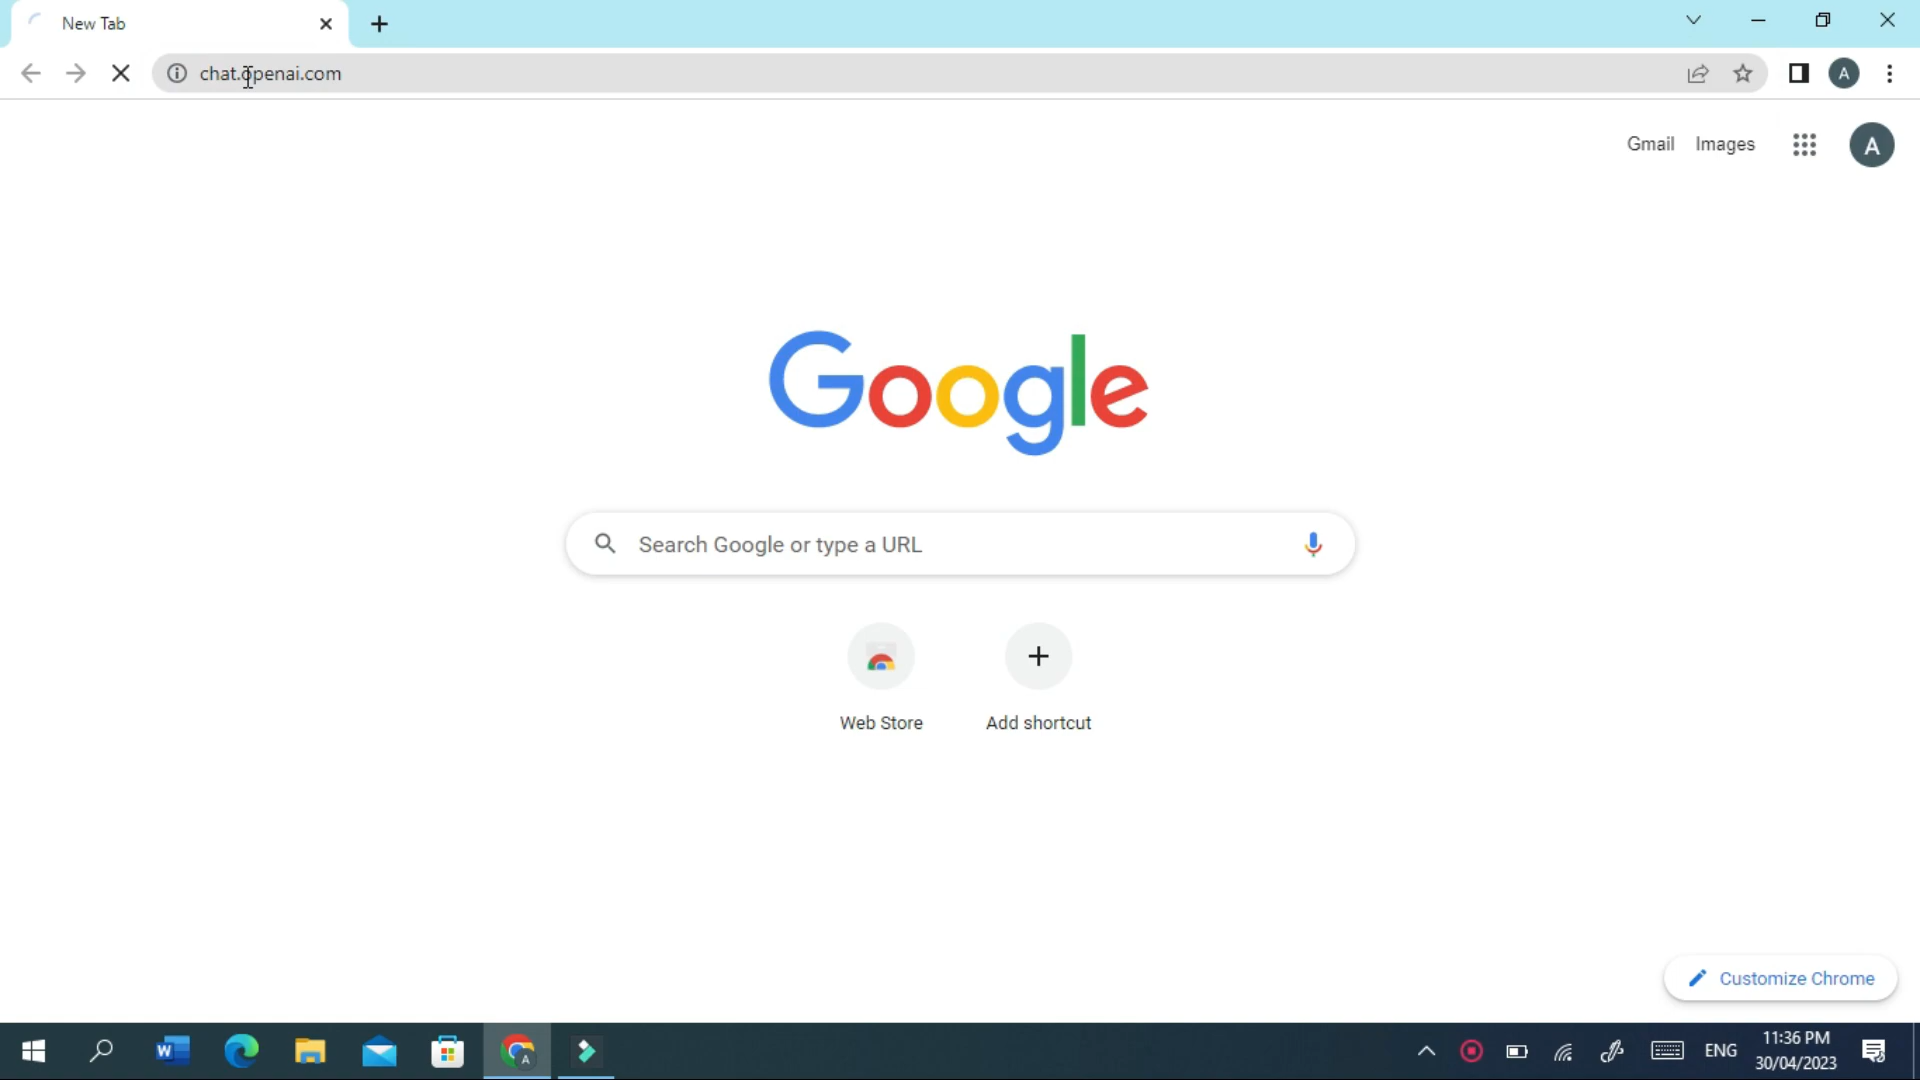 New Tab
chat.openai.com
A
Gmail Images A
Google
Search Google or type a URL
Web Store Add shortcut
Customize Chrome
W A ENG 11:36 PM
30/04/2023